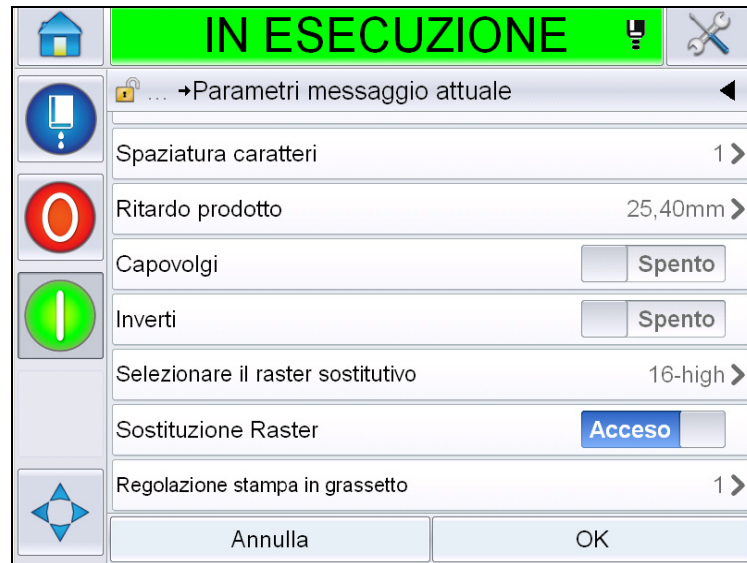 IN ESECUZIONE
... →Parametri messaggio attuale
Spaziatura caratteri 1
Ritardo prodotto 25,40mm
Capovolgi Spento
Inverti Spento
Selezionare il raster sostitutivo 16-high
Sostituzione Raster Acceso
Regolazione stampa in grassetto 1
Annulla OK